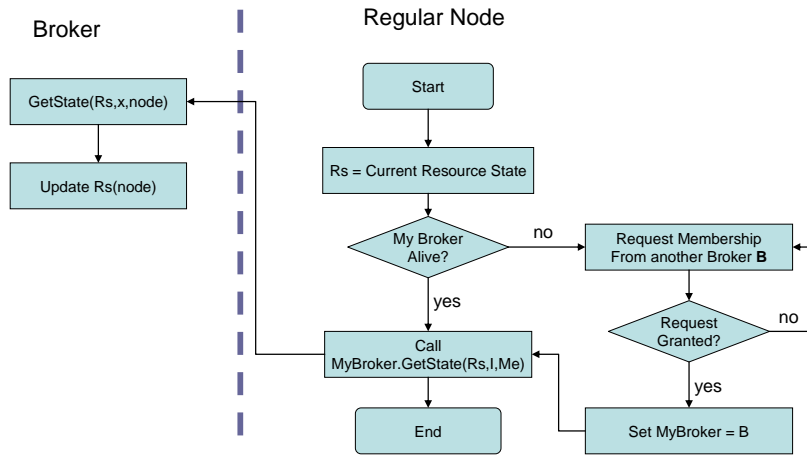 Broker
Regular Node
GetState(Rs,x,node)
Update Rs(node)
Start
Rs = Current Resource State
My Broker
Alive?
no
yes
Request Membership
From another Broker B
Request
Granted?
no
yes
Call
MyBroker.GetState(Rs,I,Me)
Set MyBroker = B
End